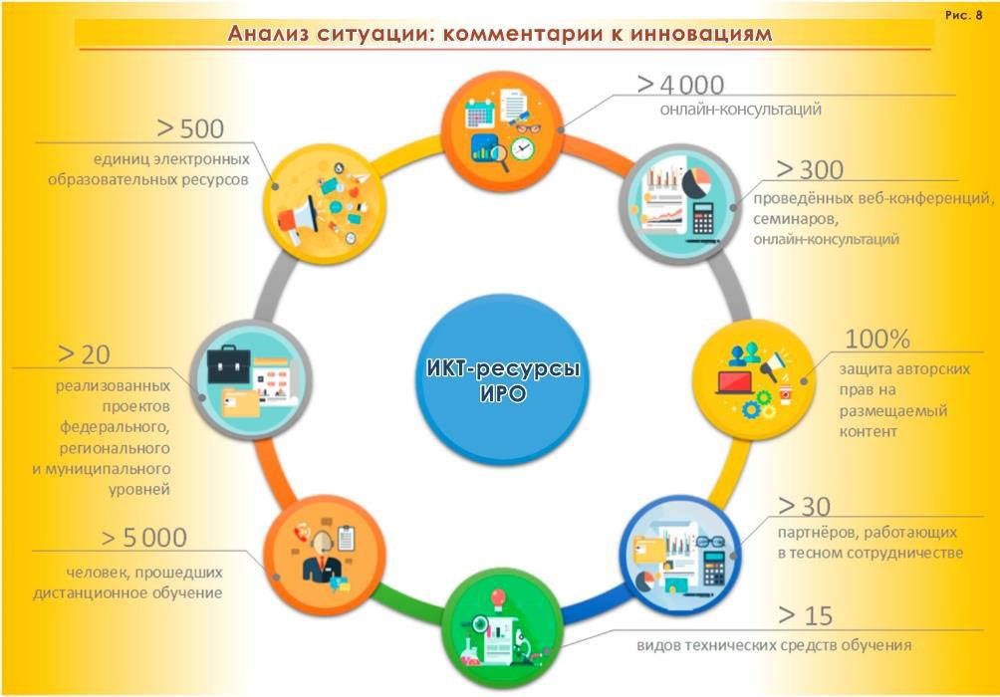 Рис. 8
Анализ ситуации: комментарии к инновациям
> 4 000
онлайн-консультаций
> 500
единиц электронных
образовательных ресурсов
> 300
проведённых веб-конференций,
семинаров,
онлайн-консультаций
ИКТ-ресурсы
ИРО
> 20
реализованных
проектов
федерального,
регионального
и муниципального
уровней
100%
защита авторских
прав на
размещаемый
контент
> 30
партнёров, работающих
в тесном сотрудничестве
> 5 000
человек, прошедших
дистанционное обучение
> 15
видов технических средств обучения